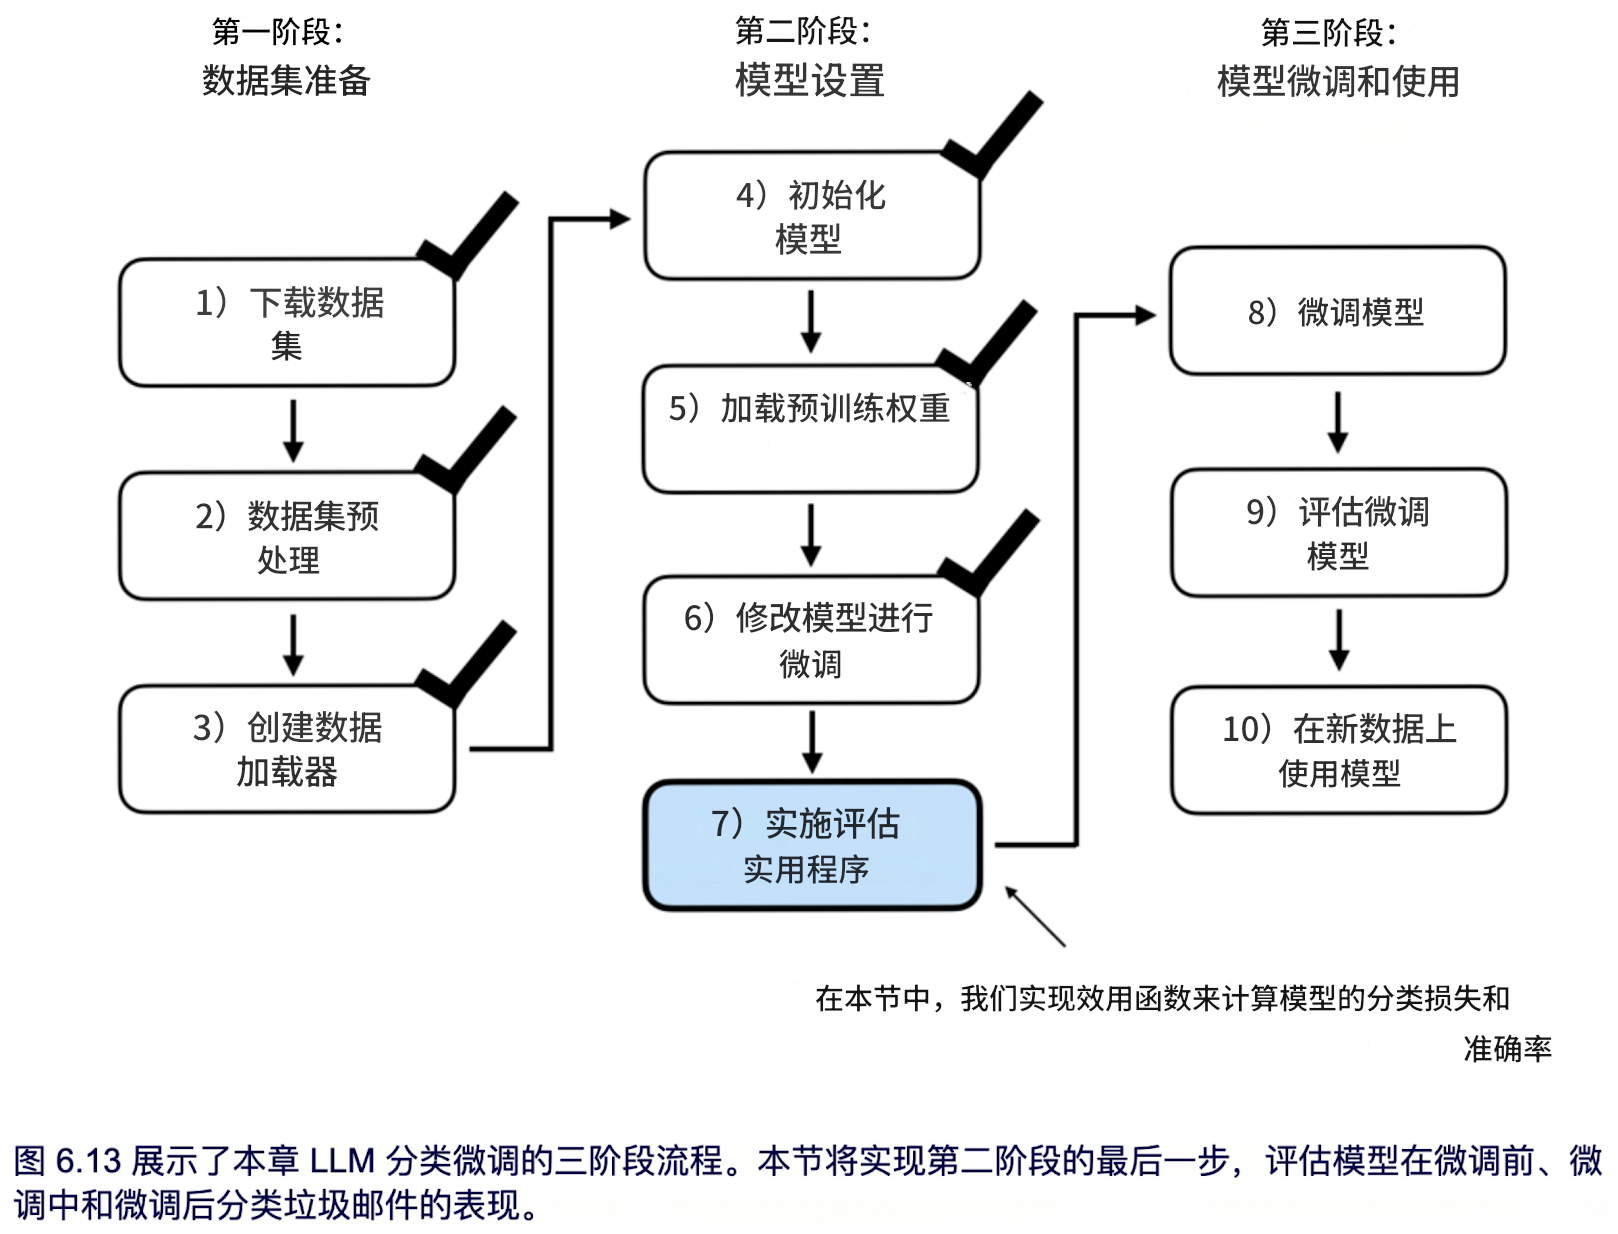 第一阶段：
数据集准备
1）下载数据
集
2）数据集预
处理
3）创建数据
加载器
第二阶段：
模型设置
4）初始化
模型
5）加载预训练权重
6）修改模型进行
微调
7）实施评估
实用程序
第三阶段：
模型微调和使用
8）微调模型
9）评估微调
模型
10）在新数据上
使用模型
在本节中，我们实现效用函数来计算模型的分类损失和
准确率
图 6.13 展示了本章 LLM 分类微调的三阶段流程。本节将实现第二阶段的最后一步，评估模型在微调前、微
调中和微调后分类垃圾邮件的表现。